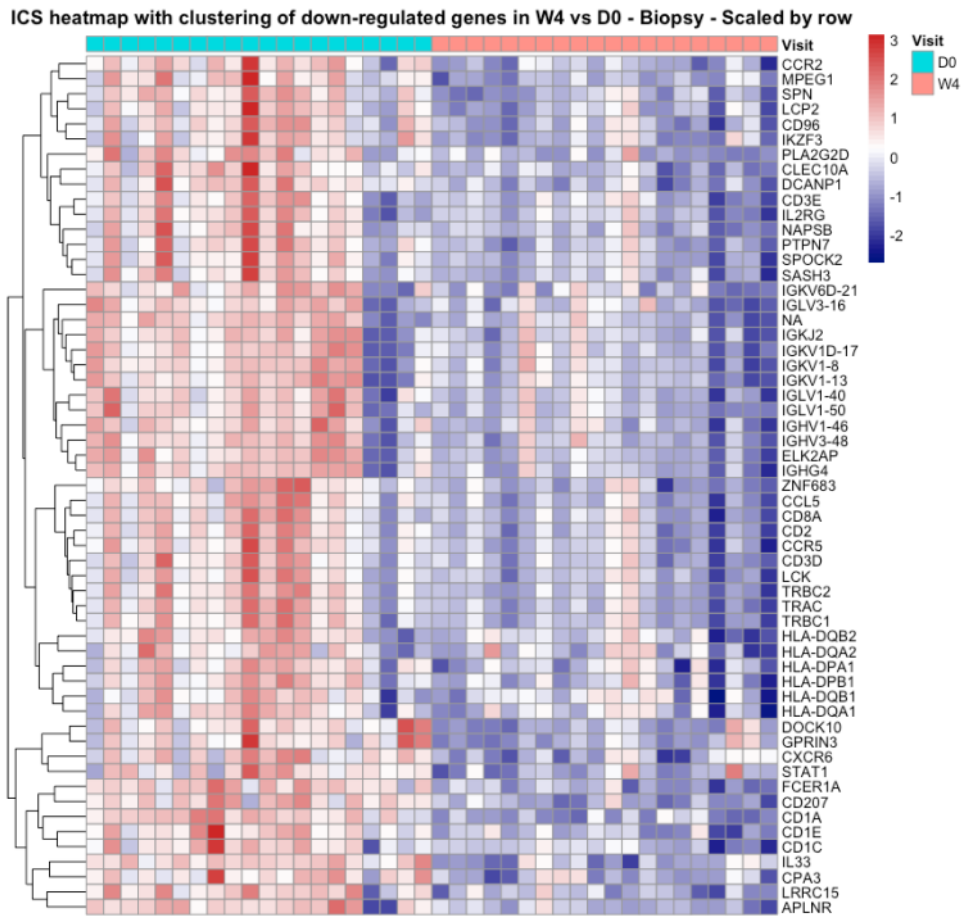 ICS heatmap with clustering of down-regulated genes in W4 vs D0 - Biopsy - Scaled by row
Visit
CCR2
MPEG1
SPN
LCP2
CD96
IKZF3
PLA2G2D
CLEC10A
DCANP1
CD3E
IL2RG
NAPSB
PTPN7
SPOCK2
SASH3
IGKV6D-21
IGLV3-16
NA
IGKJ2
IGKV1D-17
IGKV1-8
IGKV1-13
IGLV1-40
IGLV1-50
IGHV1-46
IGHV3-48
ELK2AP
IGHG4
ZNF683
CCL5
CD8A
CD2
CCR5
CD3D
LCK
TRBC2
TRAC
TRBC1
HLA-DQB2
HLA-DQA2
HLA-DPA1
HLA-DPB1
HLA-DQB1
HLA-DQA1
DOCK10
GPRIN3
CXCR6
STAT1
FCER1A
CD207
CD1A
CD1E
CD1C
IL33
CPA3
LRRC15
APLNR
3
2
1
0
-1
-2
Visit
D0
W4